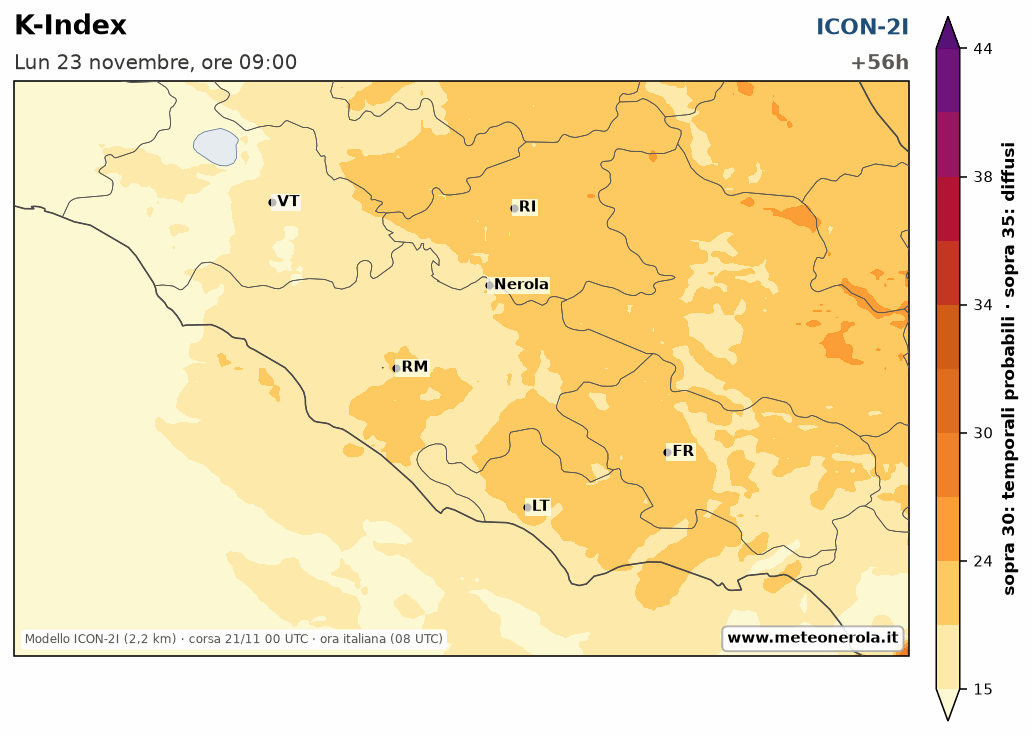 K-Index
ICON-2I
Lun 23 novembre, ore 09:00
+56h
VT
RI
Nerola
RM
FR
LT
Modello ICON-2I (2,2 km) · corsa 21/11 00 UTC · ora italiana (08 UTC)
www.meteonerola.it
44
38
34
30
24
15
sopra 30: temporali probabili · sopra 35: diffusi